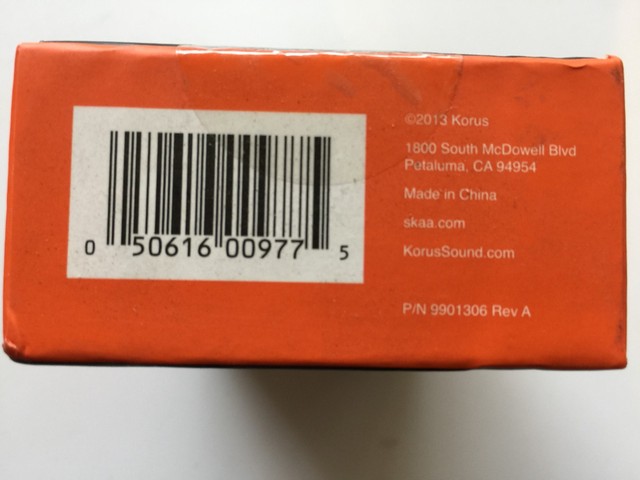 0 50616 00977 5
©2013 Korus
1800 South McDowell Blvd
Petaluma, CA 94954
Made in China
skaa.com
KorusSound.com
P/N 9901306 Rev A